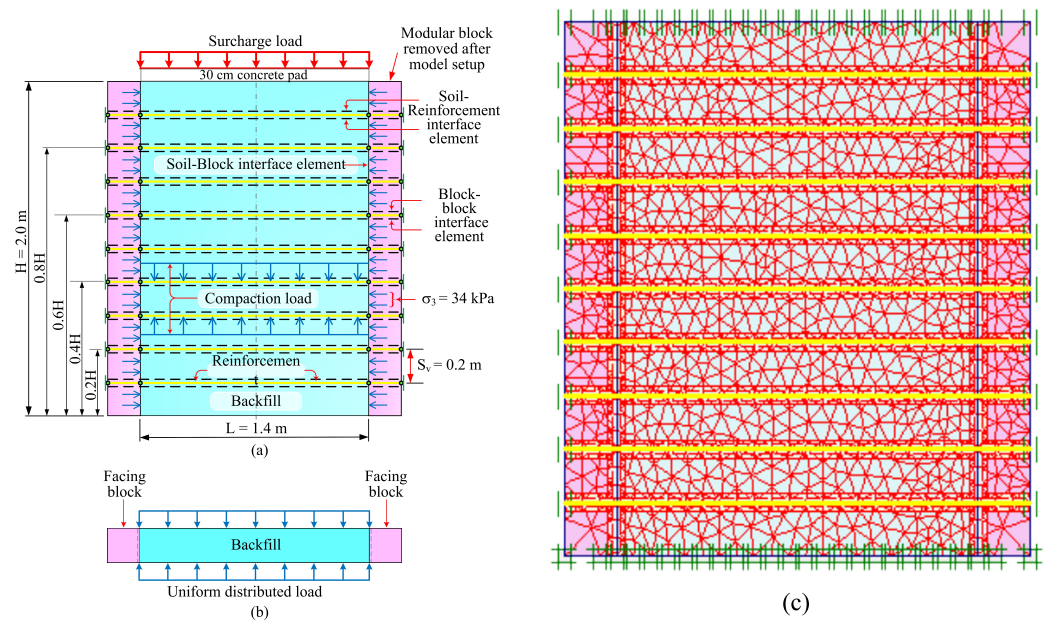 Surcharge load
Modular block
removed after
model setup
30 cm concrete pad
Soil-
Reinforcement
interface
element
Soil-Block interface element
Block-
block
interface
element
H = 2.0 m
0.8H
0.6H
0.4H
0.2H
Compaction load
σ₃ = 34 kPa
Reinforcemen
Sᵥ = 0.2 m
Backfill
L = 1.4 m
(a)
Facing
block
Facing
block
Backfill
Uniform distributed load
(b)
(c)